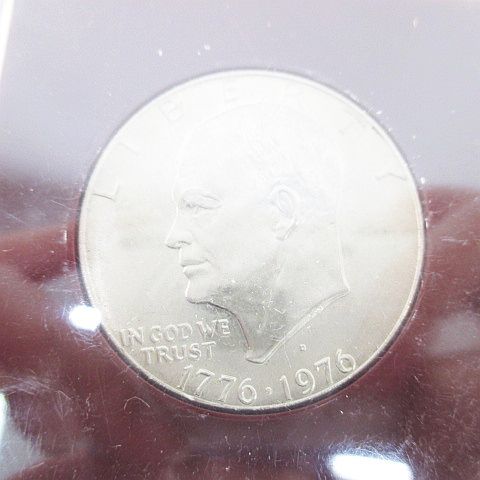 LIBERTY
IN GOD WE
TRUST
D
1776·1976